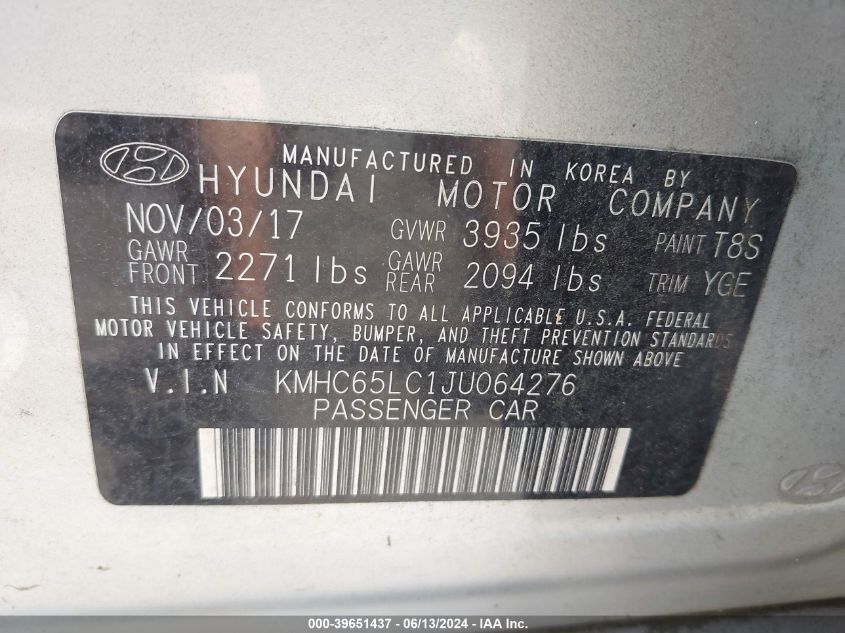 MANUFACTURED IN KOREA BY
HYUNDAI MOTOR COMPANY
NOV/03/17 GVWR 3935 lbs PAINT T8S
GAWR FRONT 2271 lbs GAWR REAR 2094 lbs TRIM YGE
THIS VEHICLE CONFORMS TO ALL APPLICABLE U.S.A. FEDERAL
MOTOR VEHICLE SAFETY, BUMPER, AND THEFT PREVENTION STANDARDS
IN EFFECT ON THE DATE OF MANUFACTURE SHOWN ABOVE
V.I.N KMHC65LC1JU064276
PASSENGER CAR
000-39651437 - 06/13/2024 - IAA, Inc.